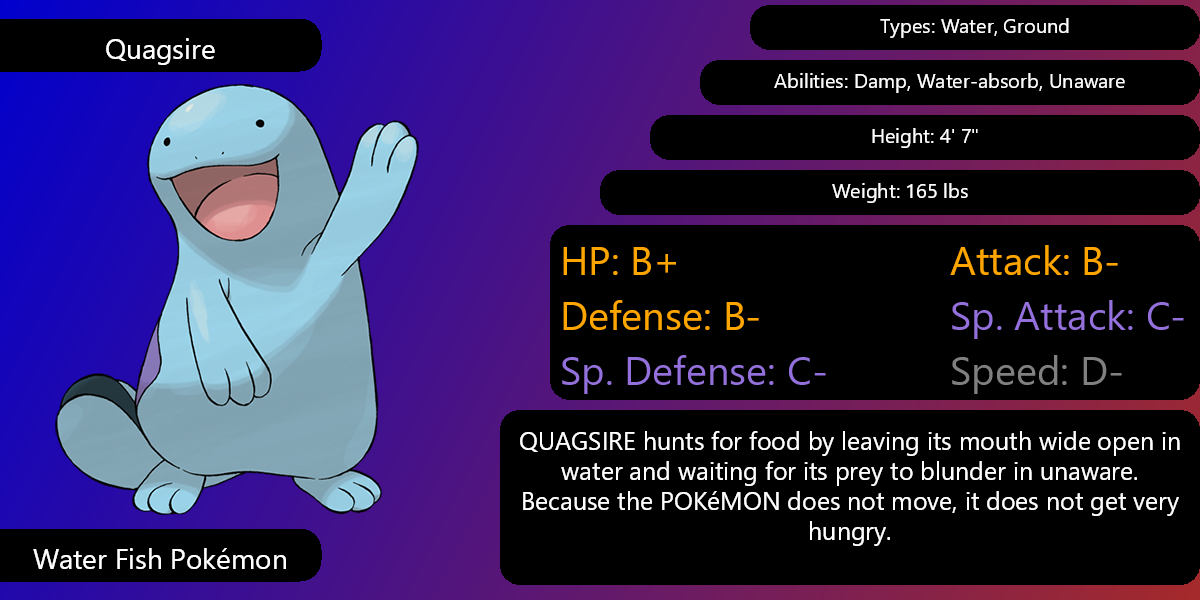 Quagsire
Types: Water, Ground
Abilities: Damp, Water-absorb, Unaware
Height: 4' 7"
Weight: 165 lbs
HP: B+
Attack: B-
Defense: B-
Sp. Attack: C-
Sp. Defense: C-
Speed: D-
QUAGSIRE hunts for food by leaving its mouth wide open in
water and waiting for its prey to blunder in unaware.
Because the POKéMON does not move, it does not get very
hungry.
Water Fish Pokémon